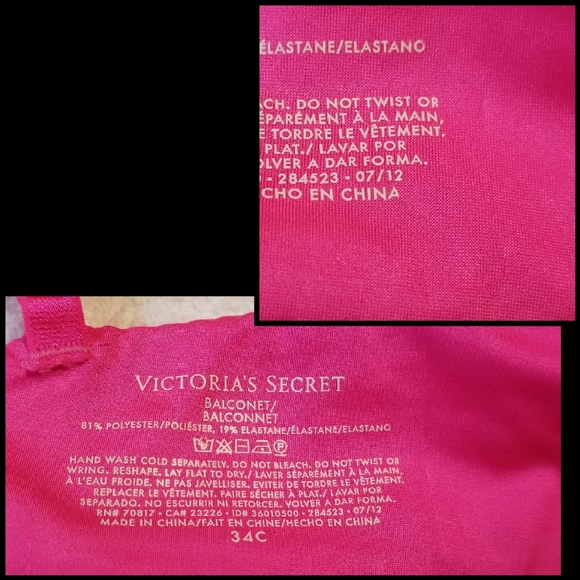 ÉLASTANE/ELASTANO
ACH. DO NOT TWIST OR
ÉPARÉMENT À LA MAIN,
E TORDRE LE VÊTEMENT.
PLAT./ LAVAR POR
OLVER A DAR FORMA.
- 284523 - 07/12
CHO EN CHINA
VICTORIA'S SECRET
BALCONET/
BALCONNET
81% POLYESTER/POLIÉSTER, 19% ELASTANE/ÉLASTANE/ELASTANO
HAND WASH COLD SEPARATELY. DO NOT BLEACH. DO NOT TWIST OR
WRING. RESHAPE. LAY FLAT TO DRY./ LAVER SÉPARÉMENT À LA MAIN,
À L'EAU FROIDE. NE PAS JAVELLISER. EVITER DE TORDRE LE VÊTEMENT.
REPLACER LE VÊTEMENT. FAIRE SÉCHER À PLAT./ LAVAR POR
SEPARADO. NO ESCURRIR NI RETORCER. VOLVER A DAR FORMA.
RN# 70817 - CA# 23226 - ID# 36010500 - 284523 - 07/12
MADE IN CHINA/FAIT EN CHINE/HECHO EN CHINA
34C